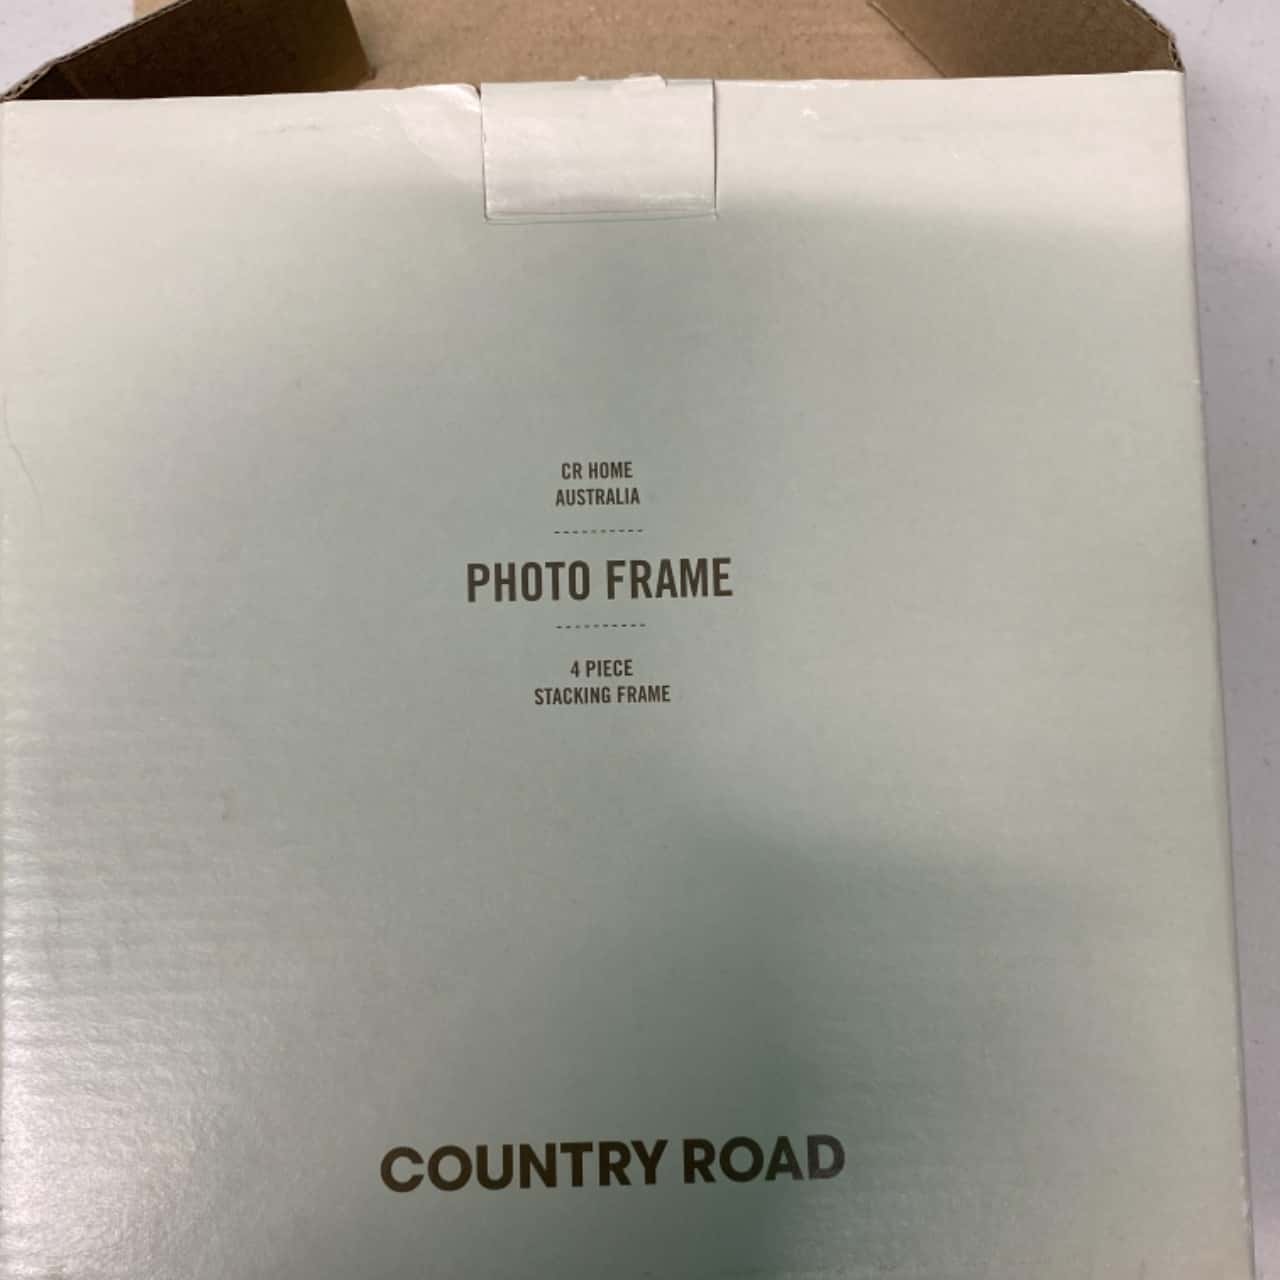 CR HOME
AUSTRALIA
PHOTO FRAME
4 PIECE
STACKING FRAME
COUNTRY ROAD